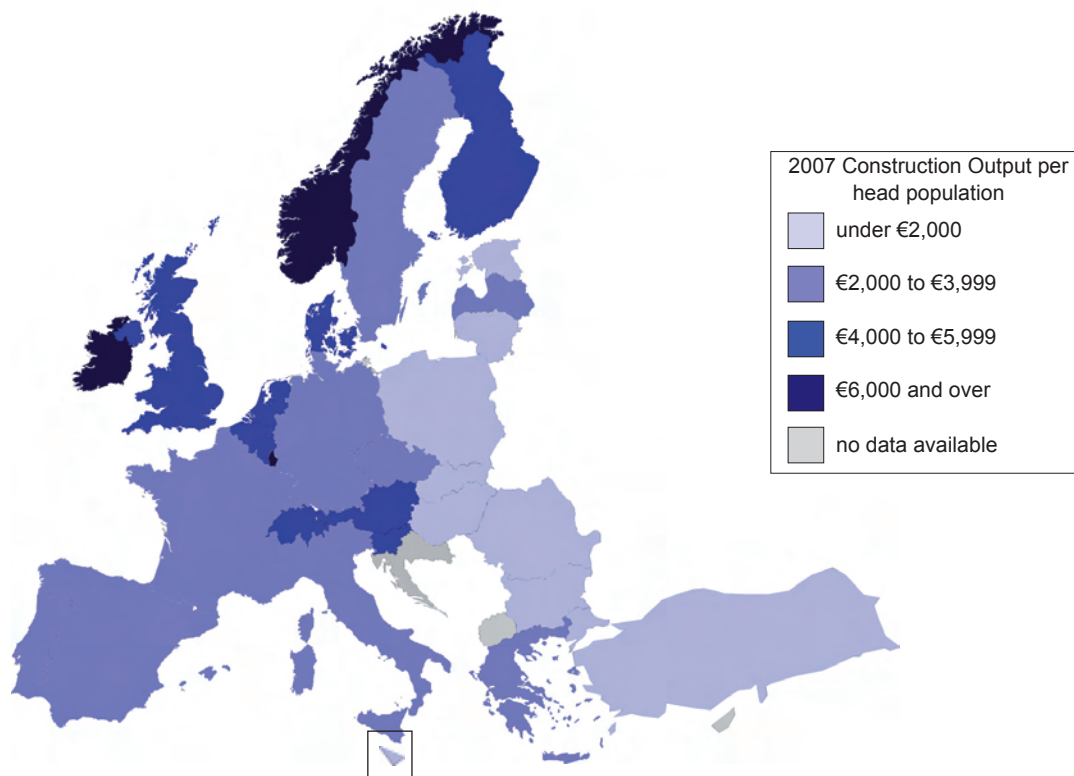 2007 Construction Output per
head population
under €2,000
€2,000 to €3,999
€4,000 to €5,999
€6,000 and over
no data available